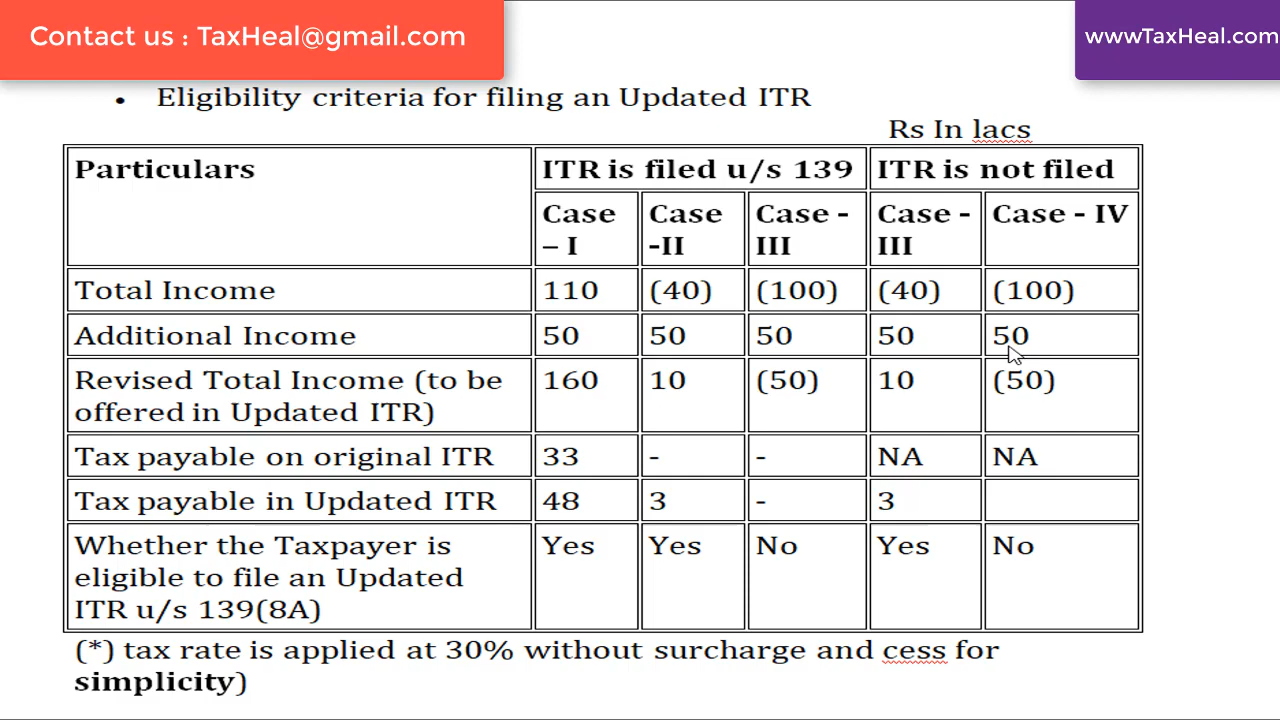 Contact us : TaxHeal@gmail.com
wwwTaxHeal.com
• Eligibility criteria for filing an Updated ITR
Rs In lacs
Particulars ITR is filed u/s 139 ITR is not filed
Case – I Case -II Case - III Case - III Case - IV
Total Income 110 (40) (100) (40) (100)
Additional Income 50 50 50 50 50
Revised Total Income (to be 160 10 (50) 10 (50)
offered in Updated ITR)
Tax payable on original ITR 33 - - NA NA
Tax payable in Updated ITR 48 3 - 3
Whether the Taxpayer is Yes Yes No Yes No
eligible to file an Updated
ITR u/s 139(8A)
(*) tax rate is applied at 30% without surcharge and cess for
simplicity)